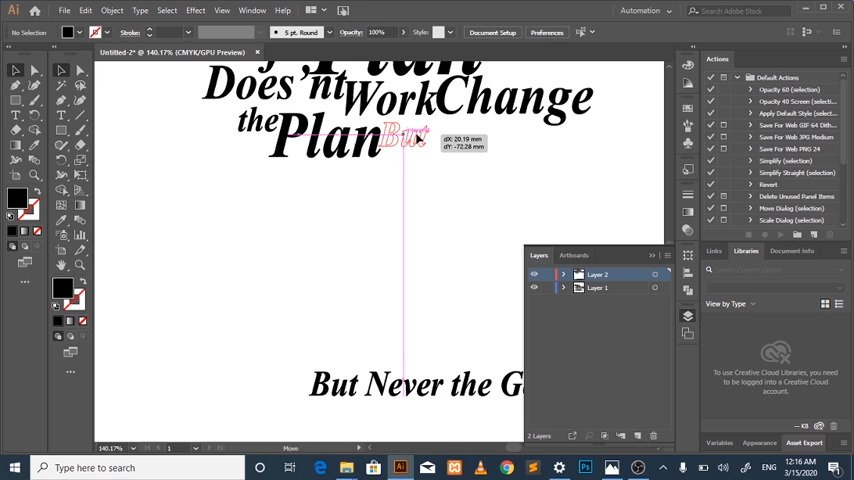 File Edit Object Type Select Effect View Window Help
Automation
Search Adobe Stock
No Selection
Stroke:
5 pt. Round
Opacity: 100%
Style:
Document Setup
Preferences
Untitled-2* @ 140.17% (CMYK/GPU Preview)
Plan
Does'nt Work Change
the Plan But
dX: 20.19 mm
dY: -72.28 mm
But Never the G
Actions
Default Actions
Opacity 60 (selection)
Opacity 40 Screen (selection)
Apply Default Style (selection)
Save For Web GIF 64 Dith
Save For Web JPG Medium
Save For Web PNG 24
Simplify (selection)
Simplify Straight (selection)
Revert
Delete Unused Panel Items
Move Dialog (selection)
Scale Dialog (selection)
Layers Artboards
Layer 2
Layer 1
2 Layers
Links Libraries Document Info
View by Type
To use Creative Cloud Libraries, you
need to be logged into a Creative Cloud
account.
-- KB
Variables Appearance Asset Export
140.17%
1
Move
Type here to search
ENG
12:16 AM
3/15/2020